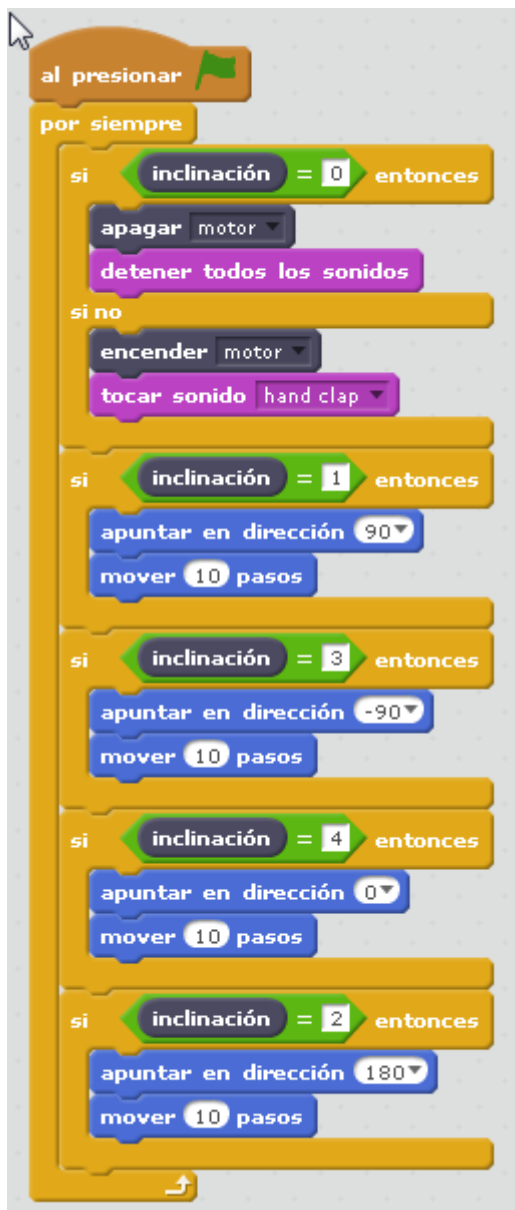 al presionar
por siempre
si inclinación = 0 entonces
apagar motor
detener todos los sonidos
si no
encender motor
tocar sonido hand clap
si inclinación = 1 entonces
apuntar en dirección 90
mover 10 pasos
si inclinación = 3 entonces
apuntar en dirección -90
mover 10 pasos
si inclinación = 4 entonces
apuntar en dirección 0
mover 10 pasos
si inclinación = 2 entonces
apuntar en dirección 180
mover 10 pasos